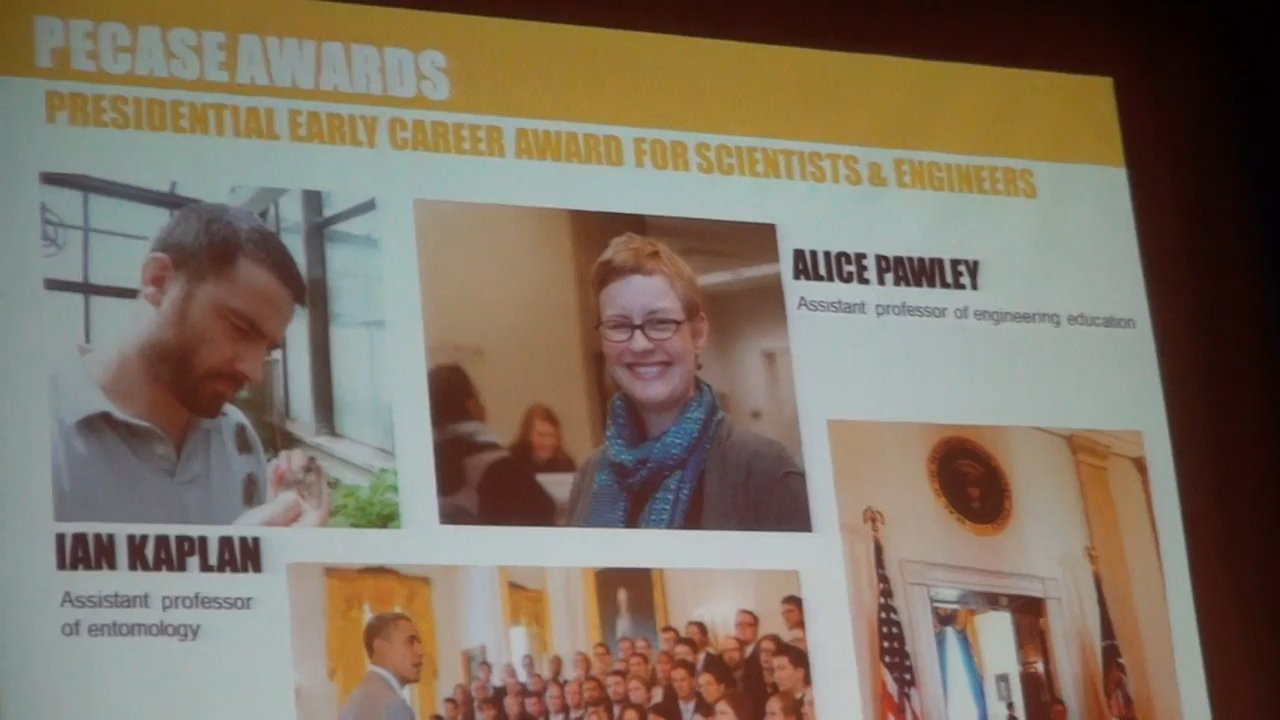 PECASE AWARDS
PRESIDENTIAL EARLY CAREER AWARD FOR SCIENTISTS & ENGINEERS
ALICE PAWLEY
Assistant professor of engineering education
IAN KAPLAN
Assistant professor
of entomology